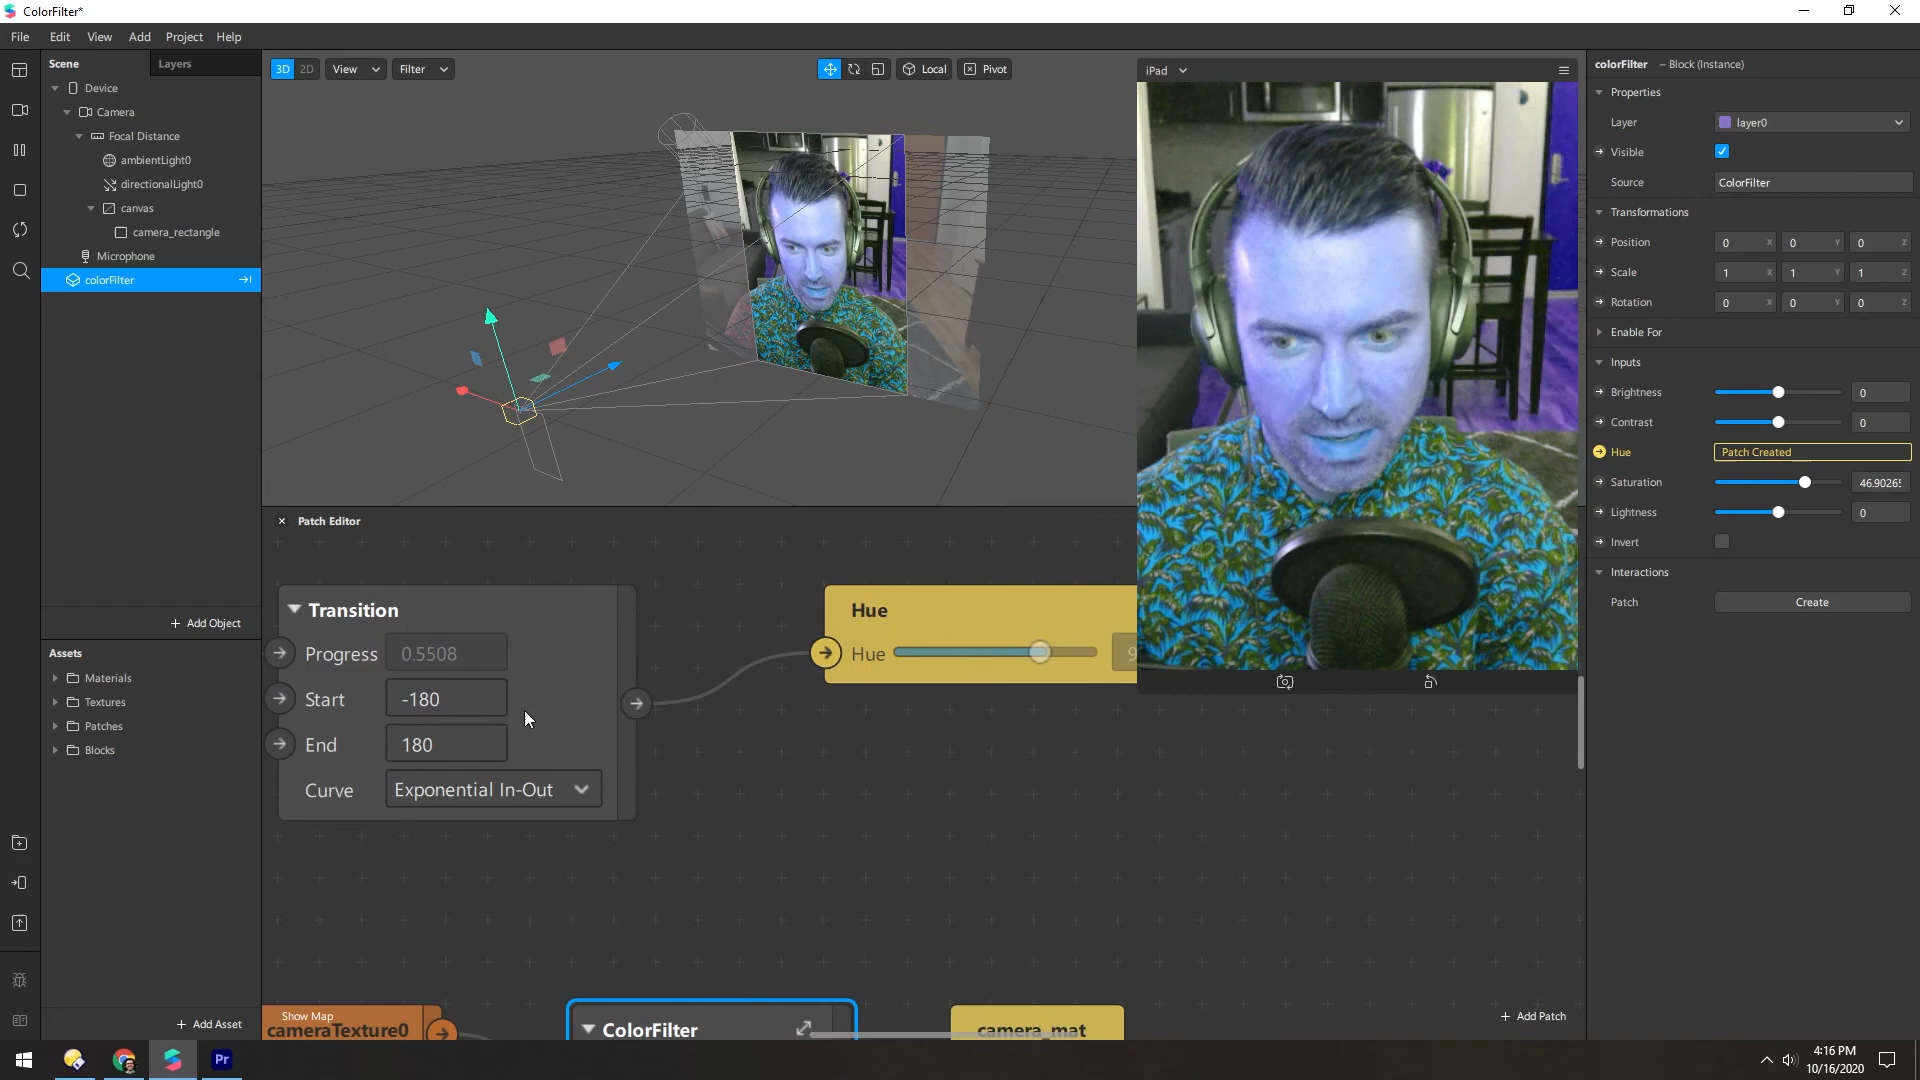 ColorFilter*
File Edit View Add Project Help
Scene Layers
Device
Camera
Focal Distance
ambientLight0
directionalLight0
canvas
camera_rectangle
Microphone
colorFilter
+ Add Object
Assets
Materials
Textures
Patches
Blocks
+ Add Asset
3D 2D View Filter
Local Pivot
iPad
Patch Editor
Transition
Progress 0.5508
Start -180
End 180
Curve Exponential In-Out
Hue
Hue 9
Show Map
cameraTexture0
ColorFilter
camera_mat
+ Add Patch
colorFilter – Block (Instance)
Properties
Layer layer0
Visible
Source ColorFilter
Transformations
Position 0 X 0 Y 0 Z
Scale 1 X 1 Y 1 Z
Rotation 0 X 0 Y 0 Z
Enable For
Inputs
Brightness 0
Contrast 0
Hue Patch Created
Saturation 46.9026
Lightness 0
Invert
Interactions
Patch Create
Pr
4:16 PM
10/16/2020